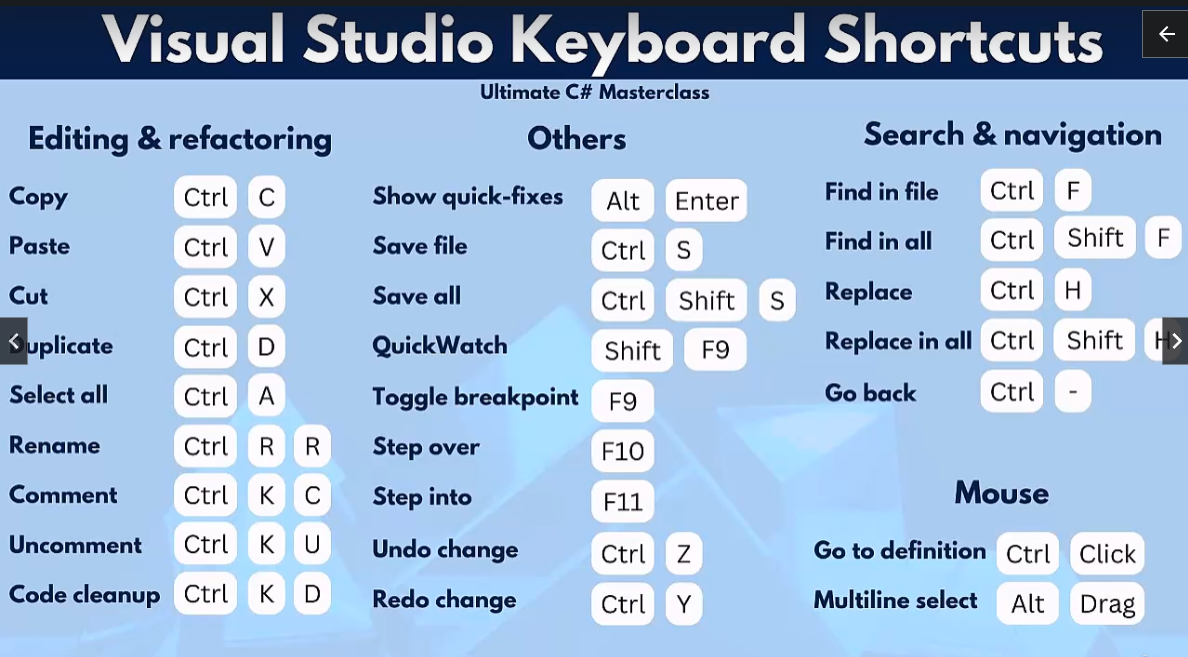 Visual Studio Keyboard Shortcuts
Ultimate C# Masterclass
Editing & refactoring
Copy Ctrl C
Paste Ctrl V
Cut Ctrl X
Duplicate Ctrl D
Select all Ctrl A
Rename Ctrl R R
Comment Ctrl K C
Uncomment Ctrl K U
Code cleanup Ctrl K D
Others
Show quick-fixes Alt Enter
Save file Ctrl S
Save all Ctrl Shift S
QuickWatch Shift F9
Toggle breakpoint F9
Step over F10
Step into F11
Undo change Ctrl Z
Redo change Ctrl Y
Search & navigation
Find in file Ctrl F
Find in all Ctrl Shift F
Replace Ctrl H
Replace in all Ctrl Shift H
Go back Ctrl -
Mouse
Go to definition Ctrl Click
Multiline select Alt Drag